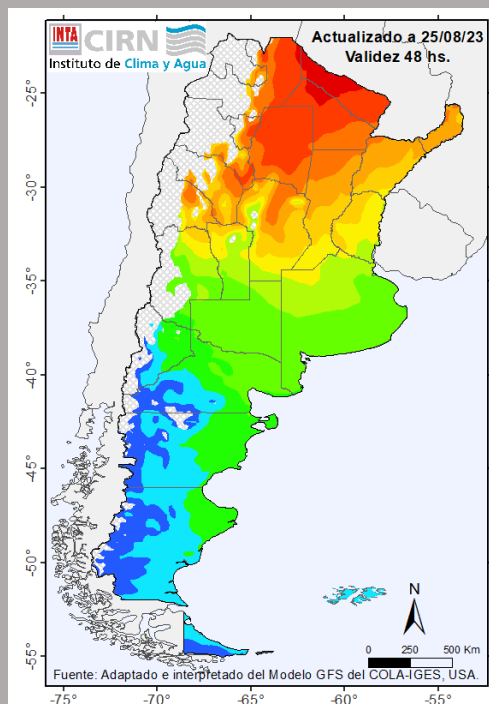 INTA CIRN
Instituto de Clima y Agua
Actualizado a 25/08/23
Validez 48 hs.
-25°
-30°
-35°
-40°
-45°
-50°
-55°
N
0 250 500 Km
Fuente: Adaptado e interpretado del Modelo GFS del COLA-IGES, USA.
-75° -70° -65° -60° -55°